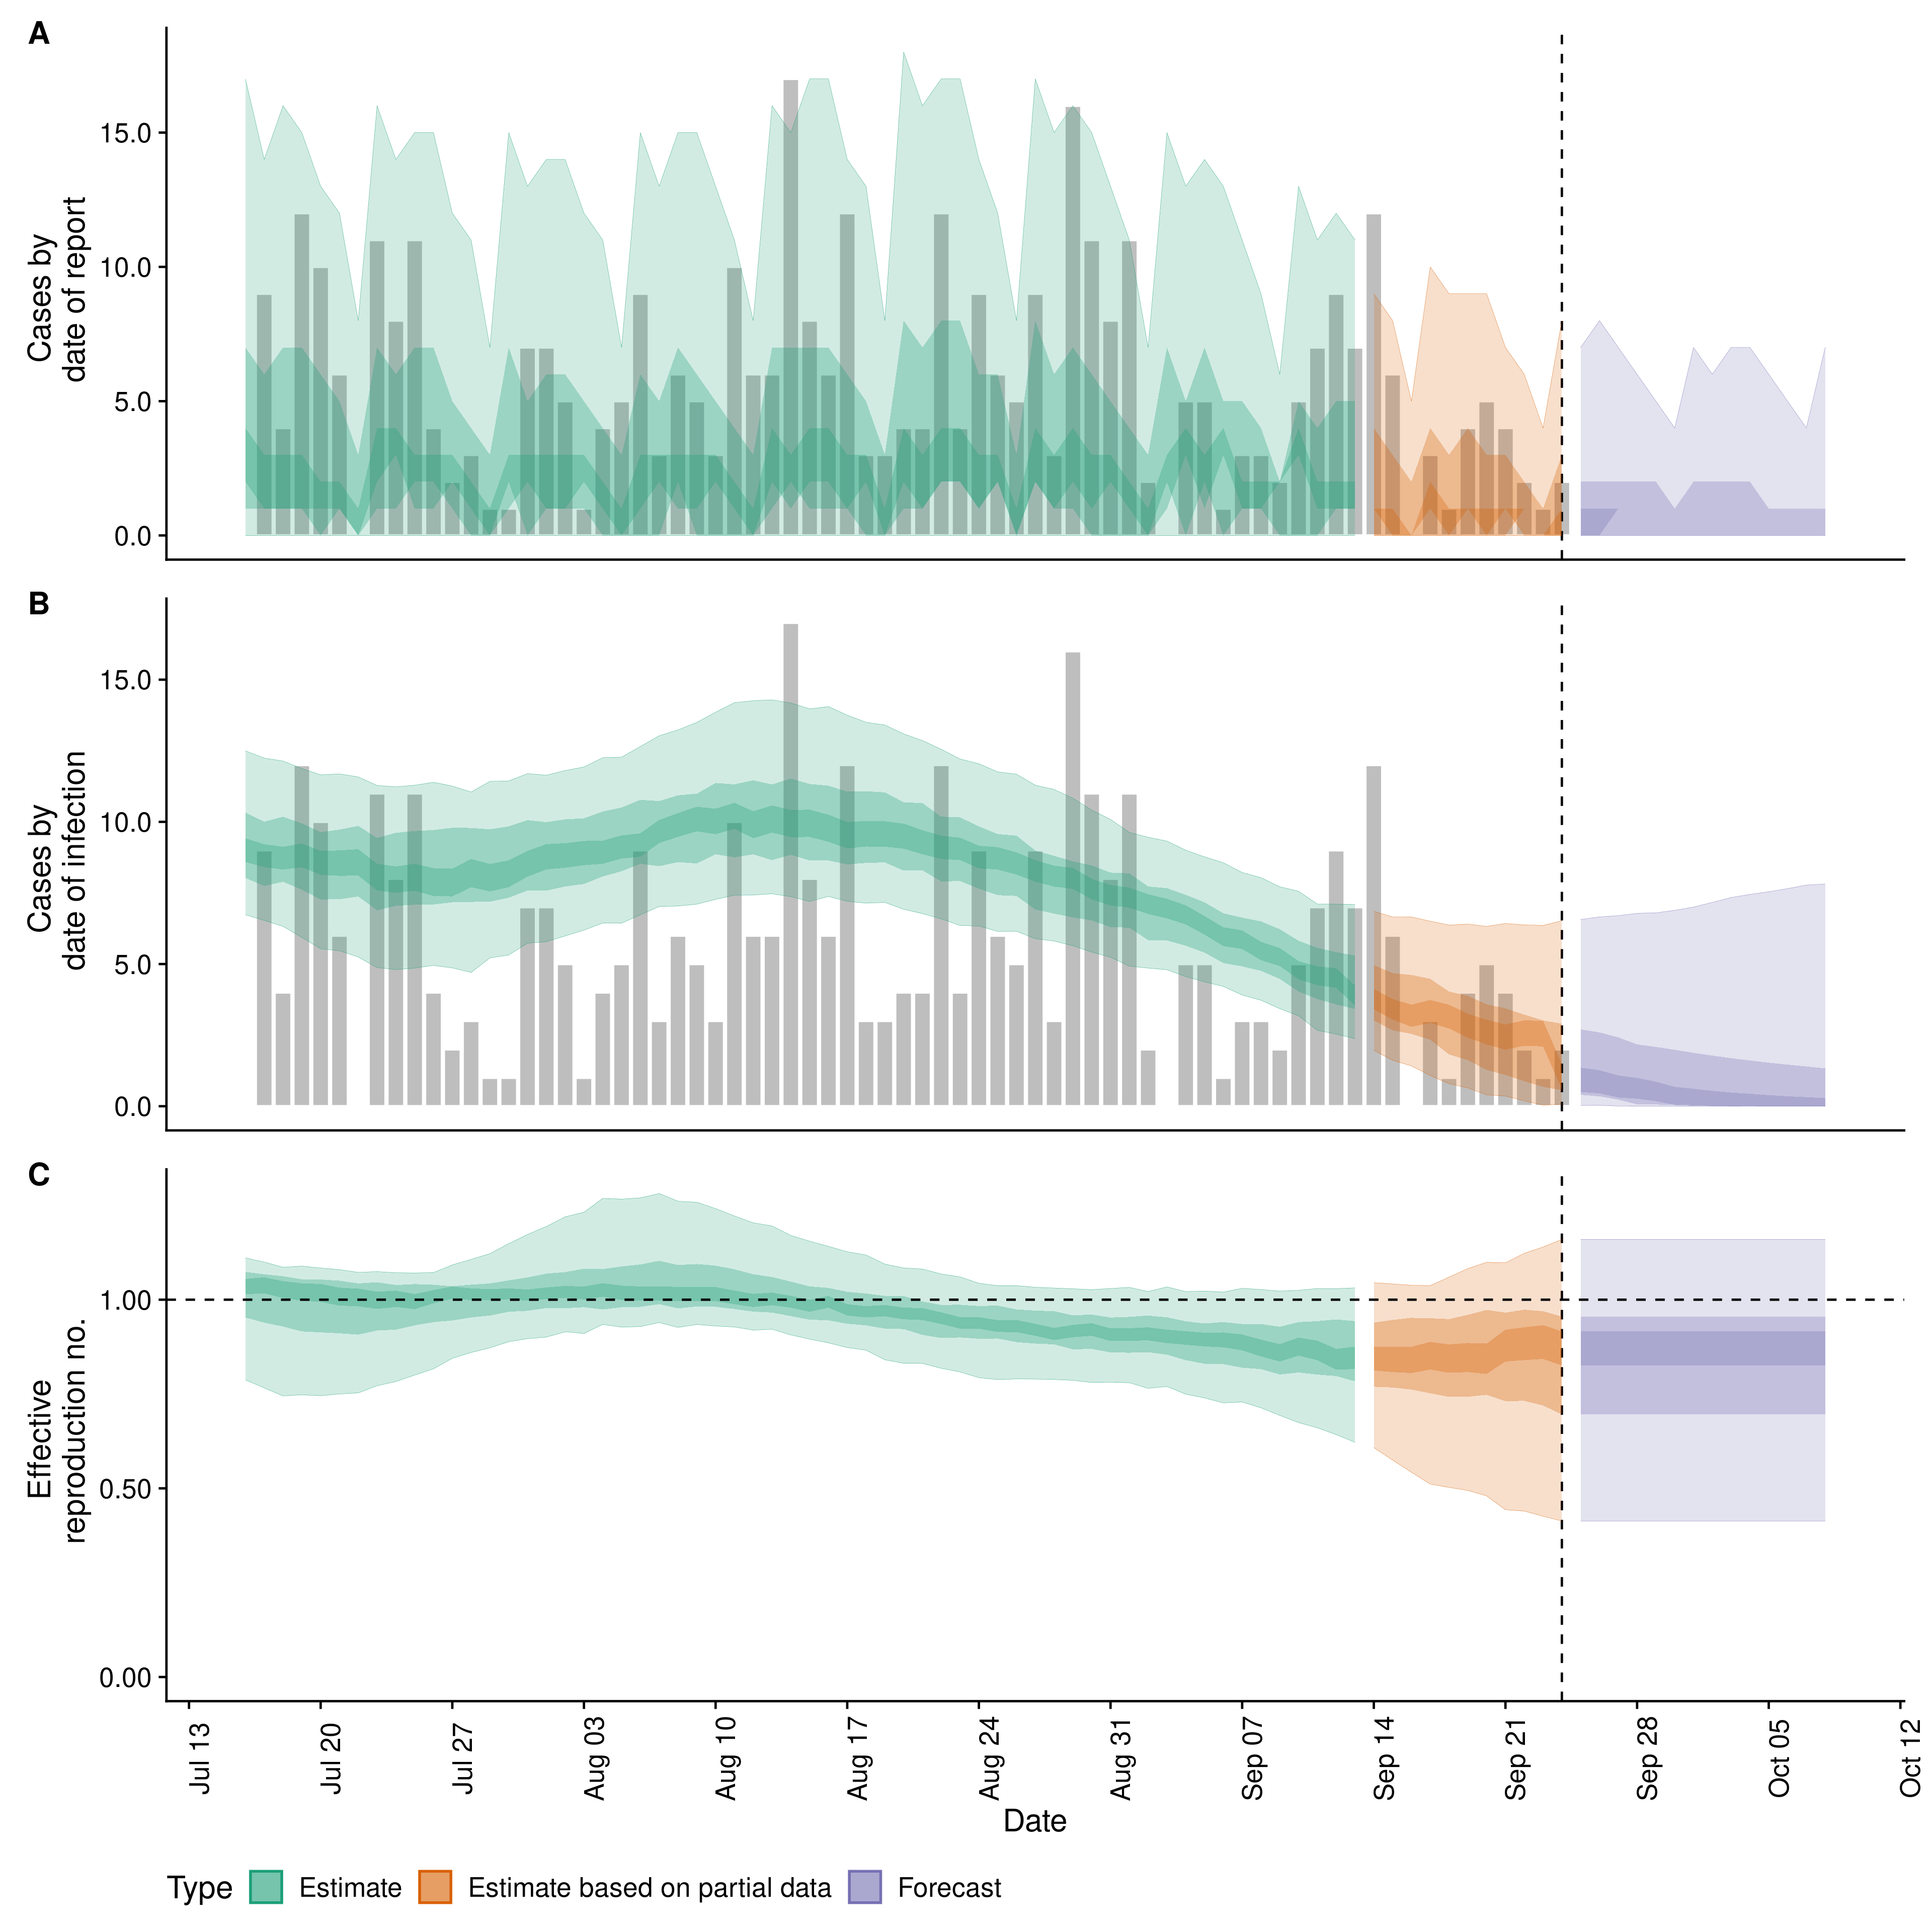 A
Cases by
date of report
15.0
10.0
5.0
0.0
B
Cases by
date of infection
15.0
10.0
5.0
0.0
C
Effective
reproduction no.
1.00
0.50
0.00
Jul 13
Jul 20
Jul 27
Aug 03
Aug 10
Aug 17
Aug 24
Aug 31
Sep 07
Sep 14
Sep 21
Sep 28
Oct 05
Oct 12
Date
Type Estimate Estimate based on partial data Forecast